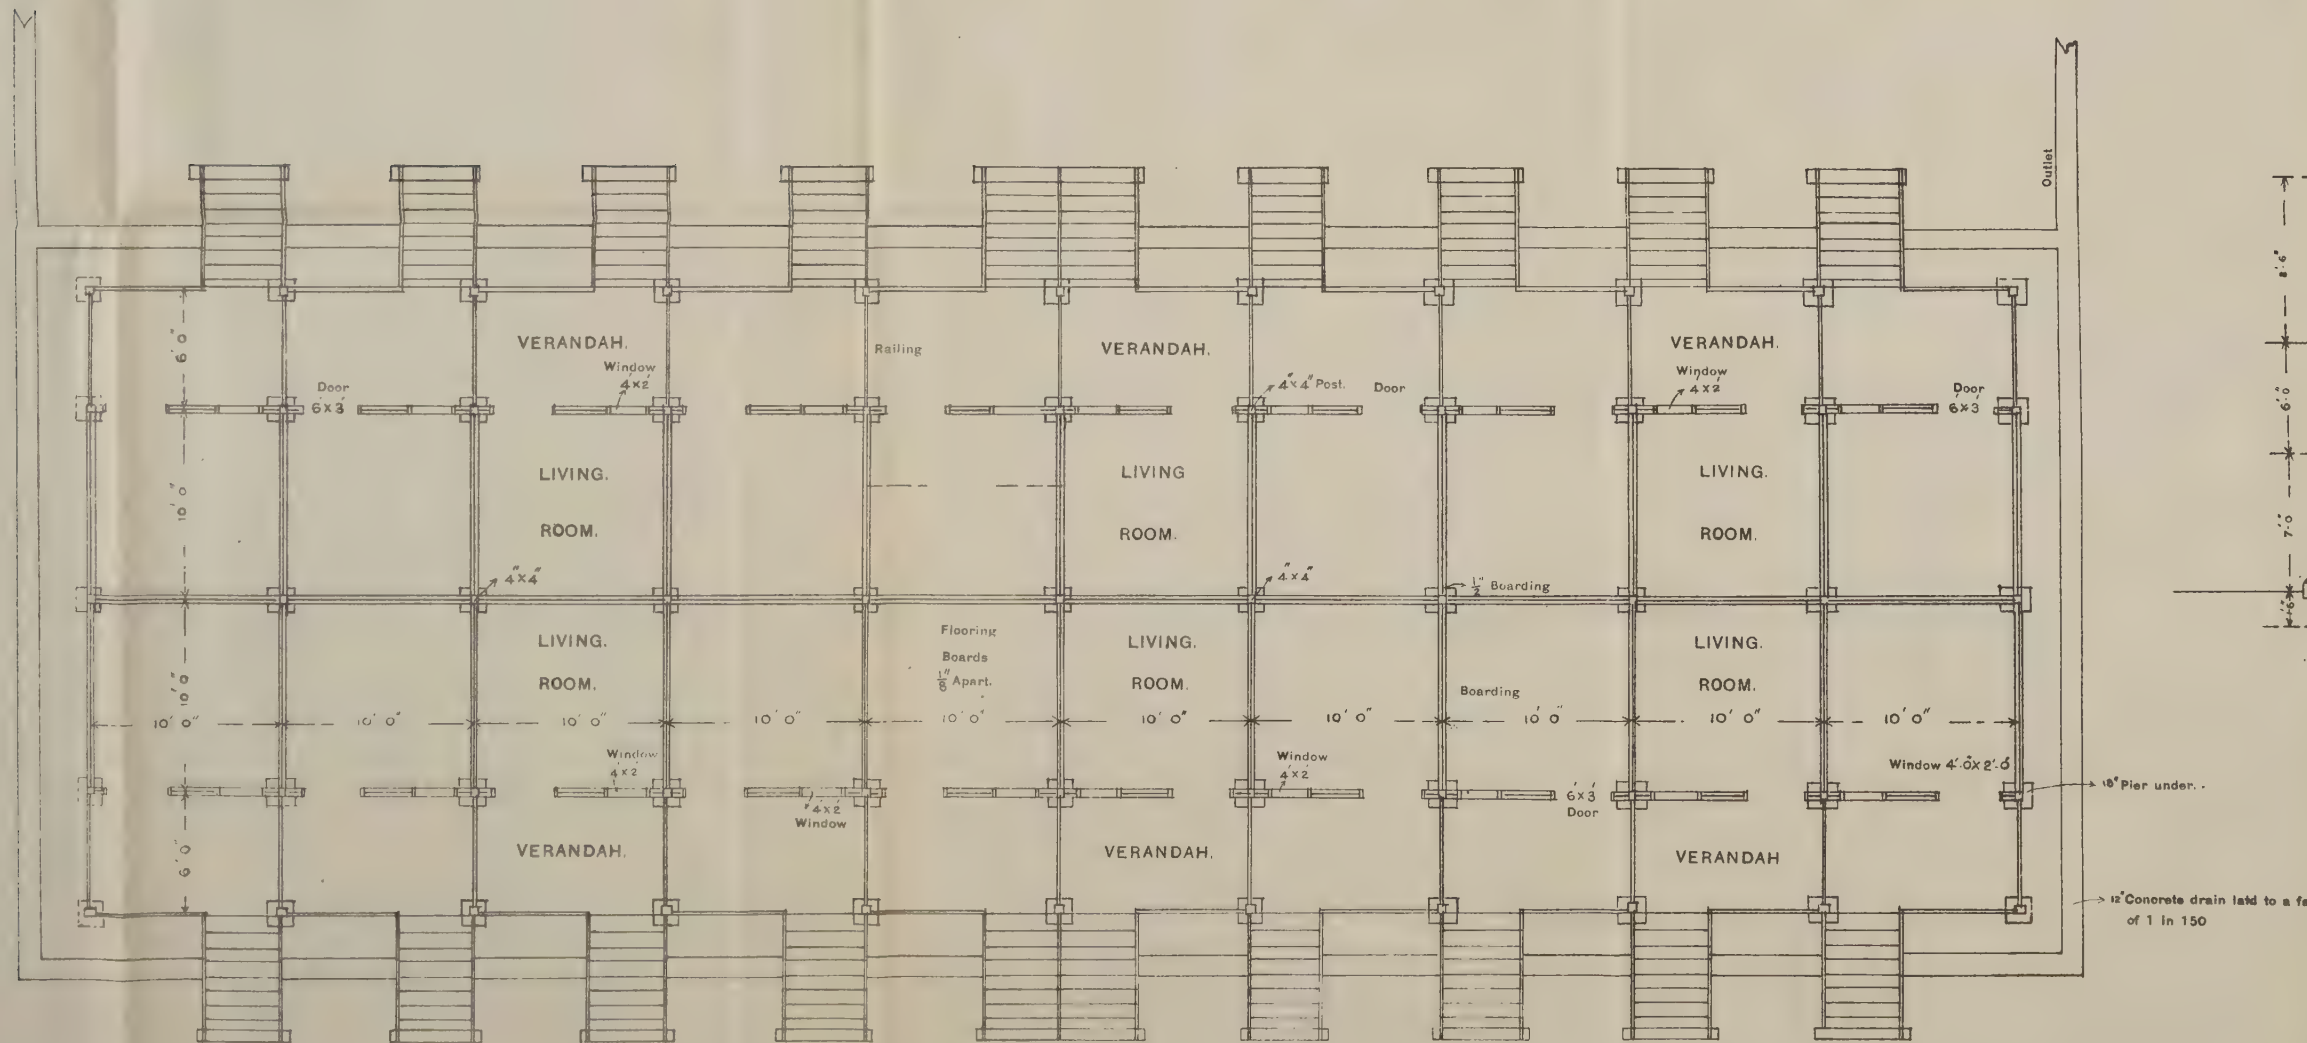 Outlet
8'.6"
VERANDAH.
Railing
VERANDAH.
VERANDAH.
6'0"
Window
4'×2'
Window
4'×2'
Door
6'×3'
4"×4" Post.
Door
Door
6'×3'
6'.0
10'0"
LIVING.
ROOM.
LIVING
ROOM.
LIVING.
ROOM.
7'.0"
4"×4"
4"×4"
1/2" Boarding
1'.6"
10'0"
LIVING.
ROOM.
Flooring
Boards
1/8" Apart.
LIVING.
ROOM.
Boarding
LIVING.
ROOM.
10'0"
10'0"
10'0"
10'0"
10'0"
10'0"
10'0"
10'0"
10'0"
10'0"
Window
4'×2'
4'×2'
Window
Window
4'×2'
6'×3'
Door
Window 4'.0"×2'.0"
18" Pier under..
6'0"
VERANDAH.
VERANDAH.
VERANDAH
12" Concrete drain laid to a fa
of 1 in 150